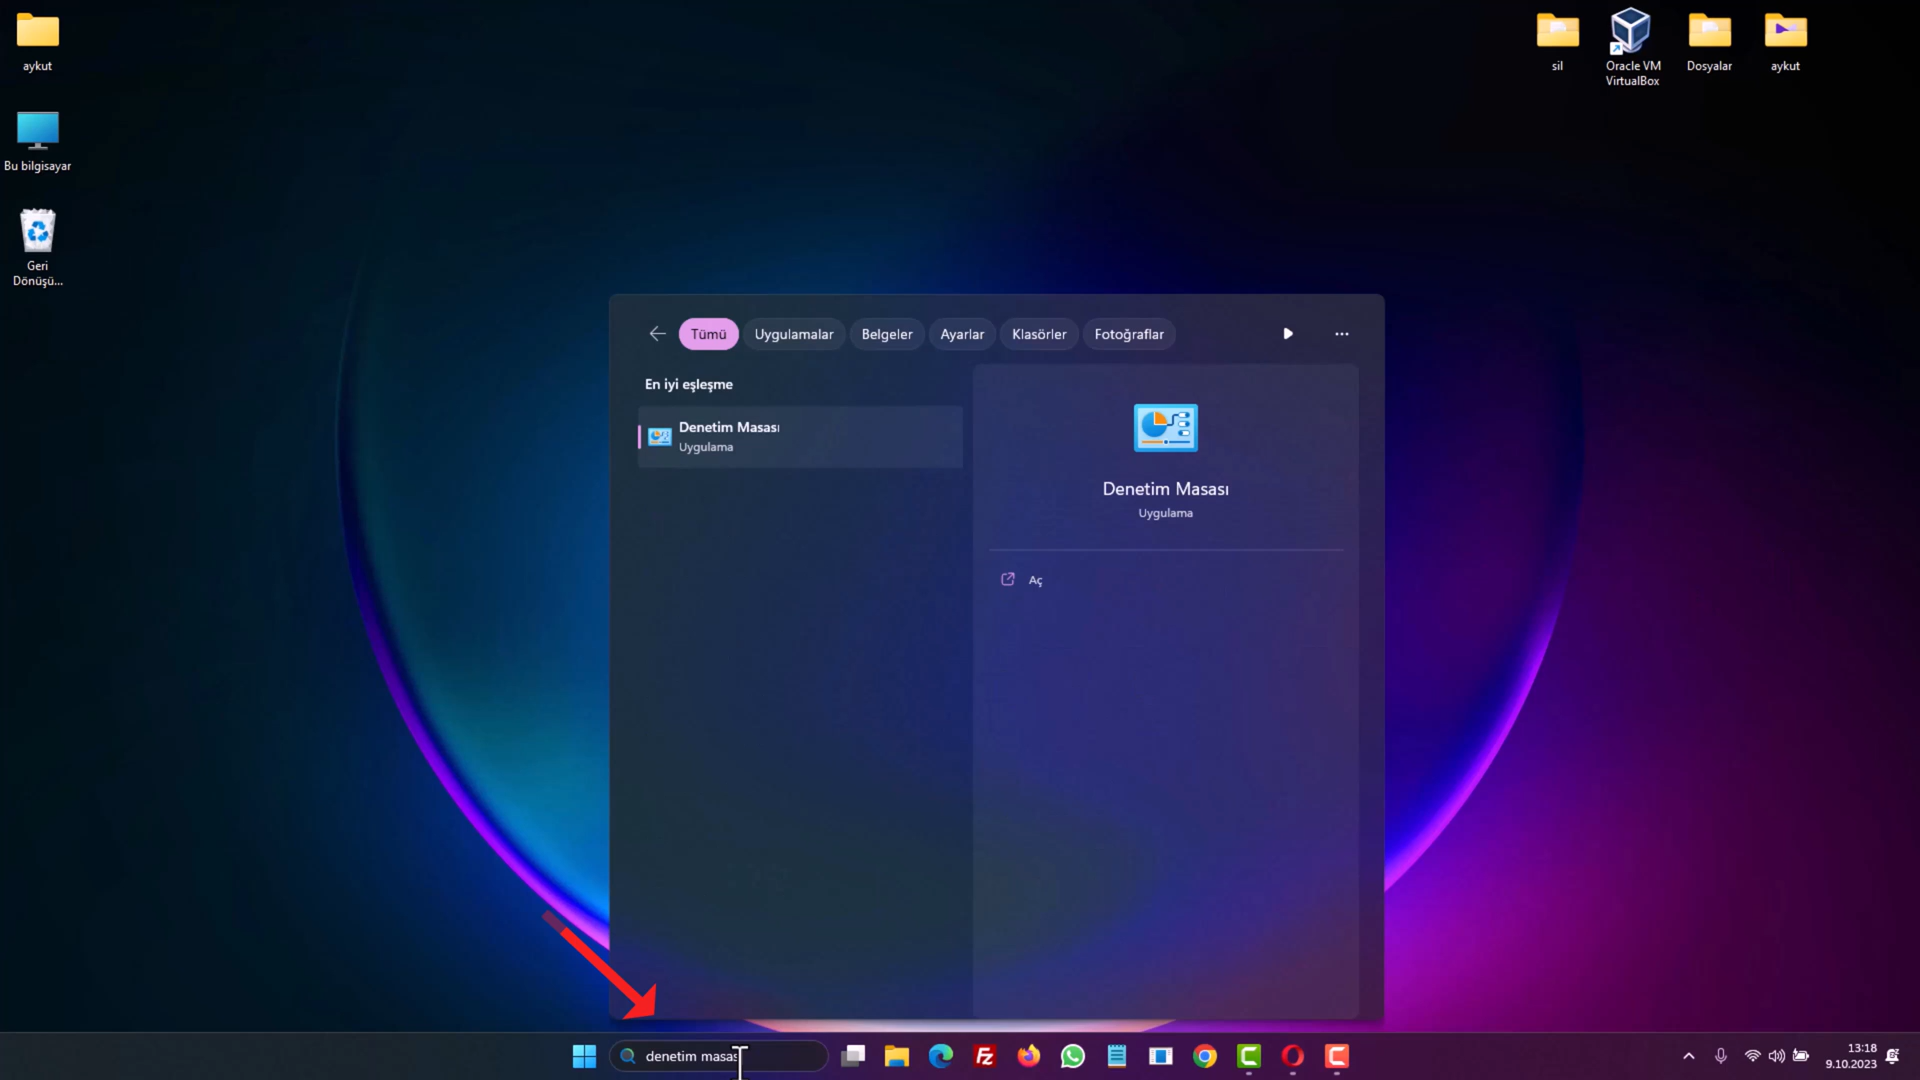 aykut
Bu bilgisayar
Geri
Dönüşü...
sil
Oracle VM
VirtualBox
Dosyalar
aykut
Tümü
Uygulamalar
Belgeler
Ayarlar
Klasörler
Fotoğraflar
En iyi eşleşme
Denetim Masası
Uygulama
Denetim Masası
Uygulama
Aç
denetim masas
Fz
13:18
9.10.2023